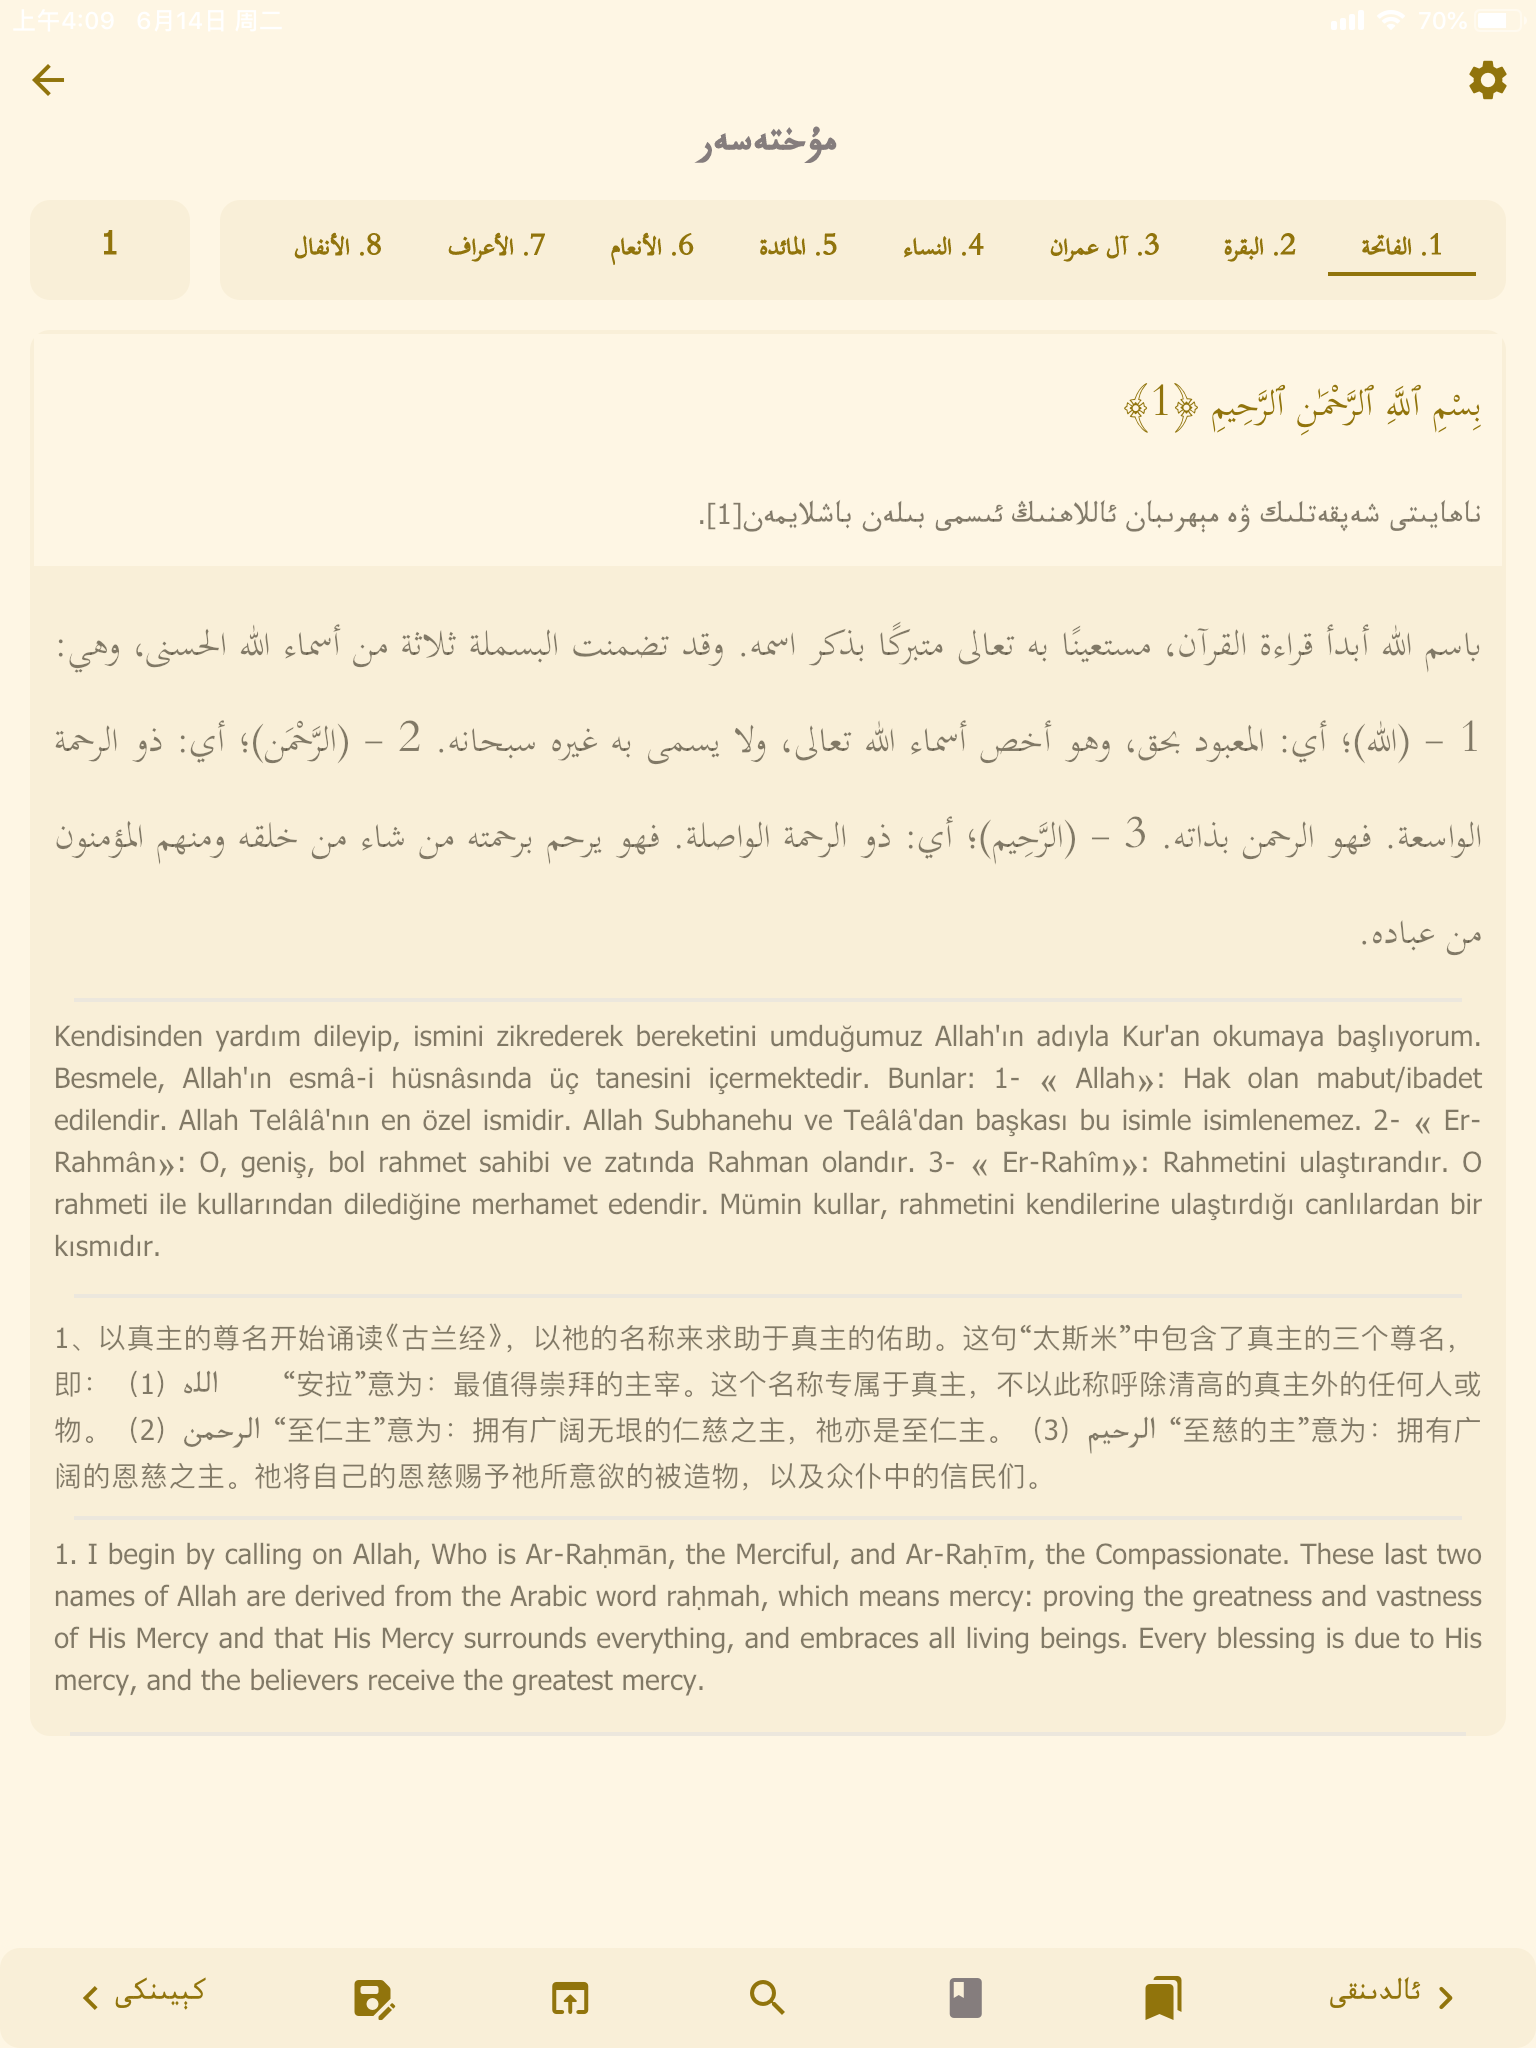 上午4:09 6月14日 周二
70%
مۇختەسەر
1
1. الفاتحة
2. البقرة
3. آل عمران
4. النساء
5. المائدة
6. الأنعام
7. الأعراف
8. الأنفال
بِسْمِ ٱللَّهِ ٱلرَّحْمَٰنِ ٱلرَّحِيمِ ﴿1﴾
ناھايىتى شەپقەتلىك ۋە مېھرىبان ئاللاھنىڭ ئىسمى بىلەن باشلايمەن[1].
باسم الله أبدأ قراءة القرآن، مستعينًا به تعالى متبركًا بذكر اسمه. وقد تضمنت البسملة ثلاثة من أسماء الله الحسنى، وهي:
1 – (الله)؛ أي: المعبود بحق، وهو أخص أسماء الله تعالى، ولا يسمى به غيره سبحانه. 2 – (الرَّحْمَن)؛ أي: ذو الرحمة
الواسعة. فهو الرحمن بذاته. 3 – (الرَّحِيم)؛ أي: ذو الرحمة الواصلة. فهو يرحم برحمته من شاء من خلقه ومنهم المؤمنون
من عباده.
Kendisinden yardım dileyip, ismini zikrederek bereketini umduğumuz Allah'ın adıyla Kur'an okumaya başlıyorum.
Besmele, Allah'ın esmâ-i hüsnâsında üç tanesini içermektedir. Bunlar: 1- « Allah»: Hak olan mabut/ibadet
edilendir. Allah Telâlâ'nın en özel ismidir. Allah Subhanehu ve Teâlâ'dan başkası bu isimle isimlenemez. 2- « Er-
Rahmân»: O, geniş, bol rahmet sahibi ve zatında Rahman olandır. 3- « Er-Rahîm»: Rahmetini ulaştırandır. O
rahmeti ile kullarından dilediğine merhamet edendir. Mümin kullar, rahmetini kendilerine ulaştırdığı canlılardan bir
kısmıdır.
1、以真主的尊名开始诵读《古兰经》，以祂的名称来求助于真主的佑助。这句“太斯米”中包含了真主的三个尊名，
即：（1）الله “安拉”意为：最值得崇拜的主宰。这个名称专属于真主，不以此称呼除清高的真主外的任何人或
物。（2）الرحمن “至仁主”意为：拥有广阔无垠的仁慈之主，祂亦是至仁主。（3）الرحيم “至慈的主”意为：拥有广
阔的恩慈之主。祂将自己的恩慈赐予祂所意欲的被造物，以及众仆中的信民们。
1. I begin by calling on Allah, Who is Ar-Raḥmān, the Merciful, and Ar-Raḥīm, the Compassionate. These last two
names of Allah are derived from the Arabic word raḥmah, which means mercy: proving the greatness and vastness
of His Mercy and that His Mercy surrounds everything, and embraces all living beings. Every blessing is due to His
mercy, and the believers receive the greatest mercy.
كېيىنكى
ئالدىنقى